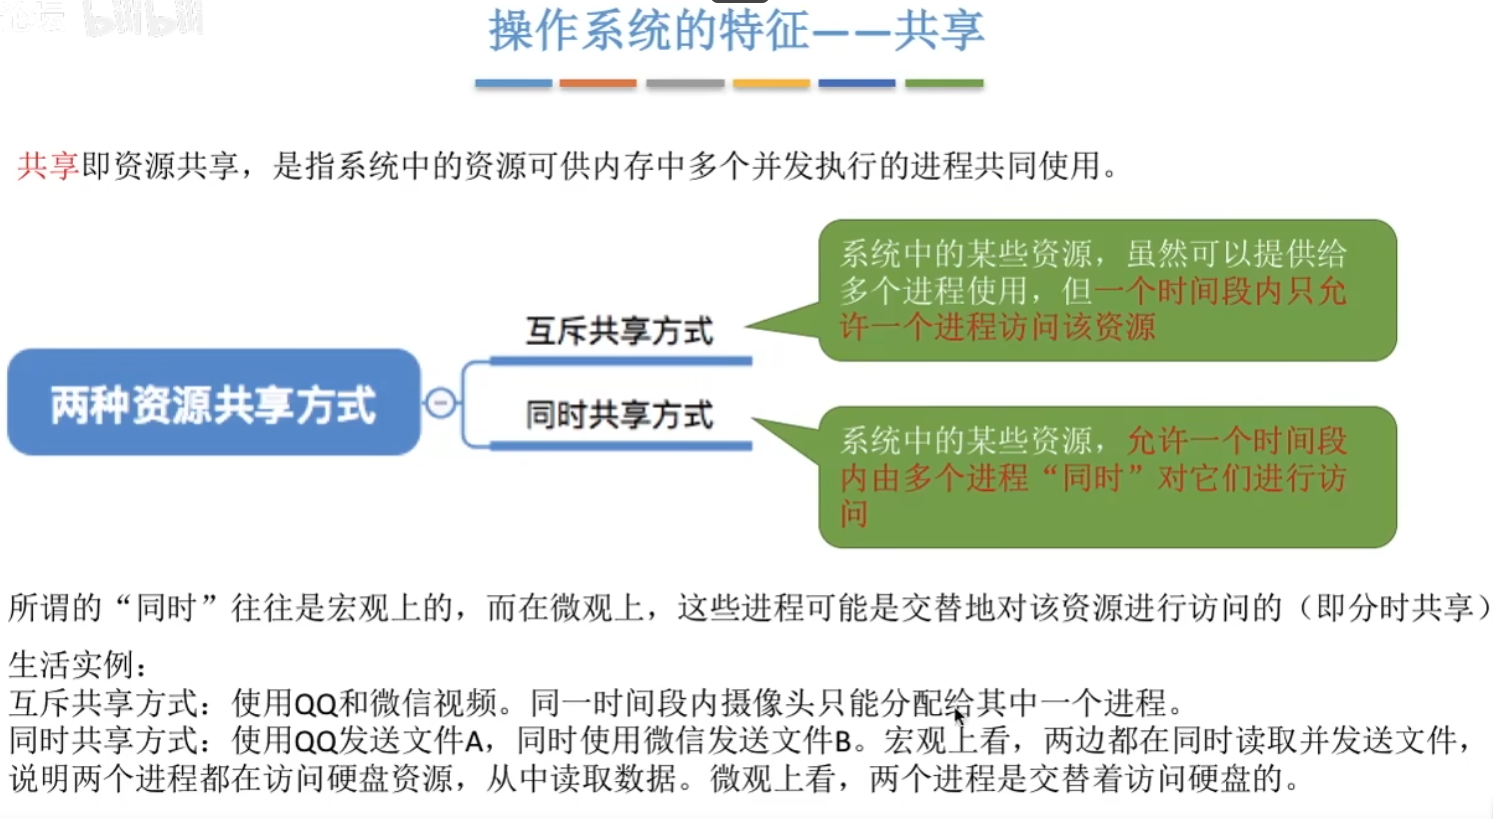 bilibili
操作系统的特征——共享
共享即资源共享，是指系统中的资源可供内存中多个并发执行的进程共同使用。
系统中的某些资源，虽然可以提供给
多个进程使用，但一个时间段内只允
许一个进程访问该资源
互斥共享方式
两种资源共享方式
同时共享方式
系统中的某些资源，允许一个时间段
内由多个进程“同时”对它们进行访
问
所谓的“同时”往往是宏观上的，而在微观上，这些进程可能是交替地对该资源进行访问的（即分时共享）
生活实例：
互斥共享方式：使用QQ和微信视频。同一时间段内摄像头只能分配给其中一个进程。
同时共享方式：使用QQ发送文件A，同时使用微信发送文件B。宏观上看，两边都在同时读取并发送文件，
说明两个进程都在访问硬盘资源，从中读取数据。微观上看，两个进程是交替着访问硬盘的。